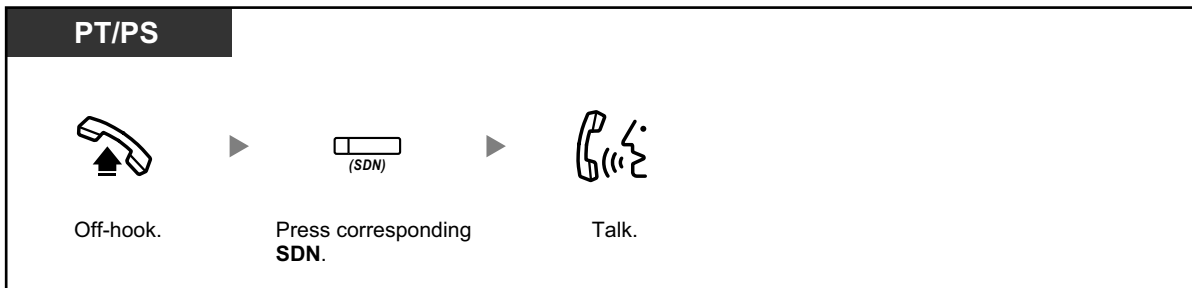 PT/PS
(SDN)
Off-hook.
Press corresponding
SDN.
Talk.